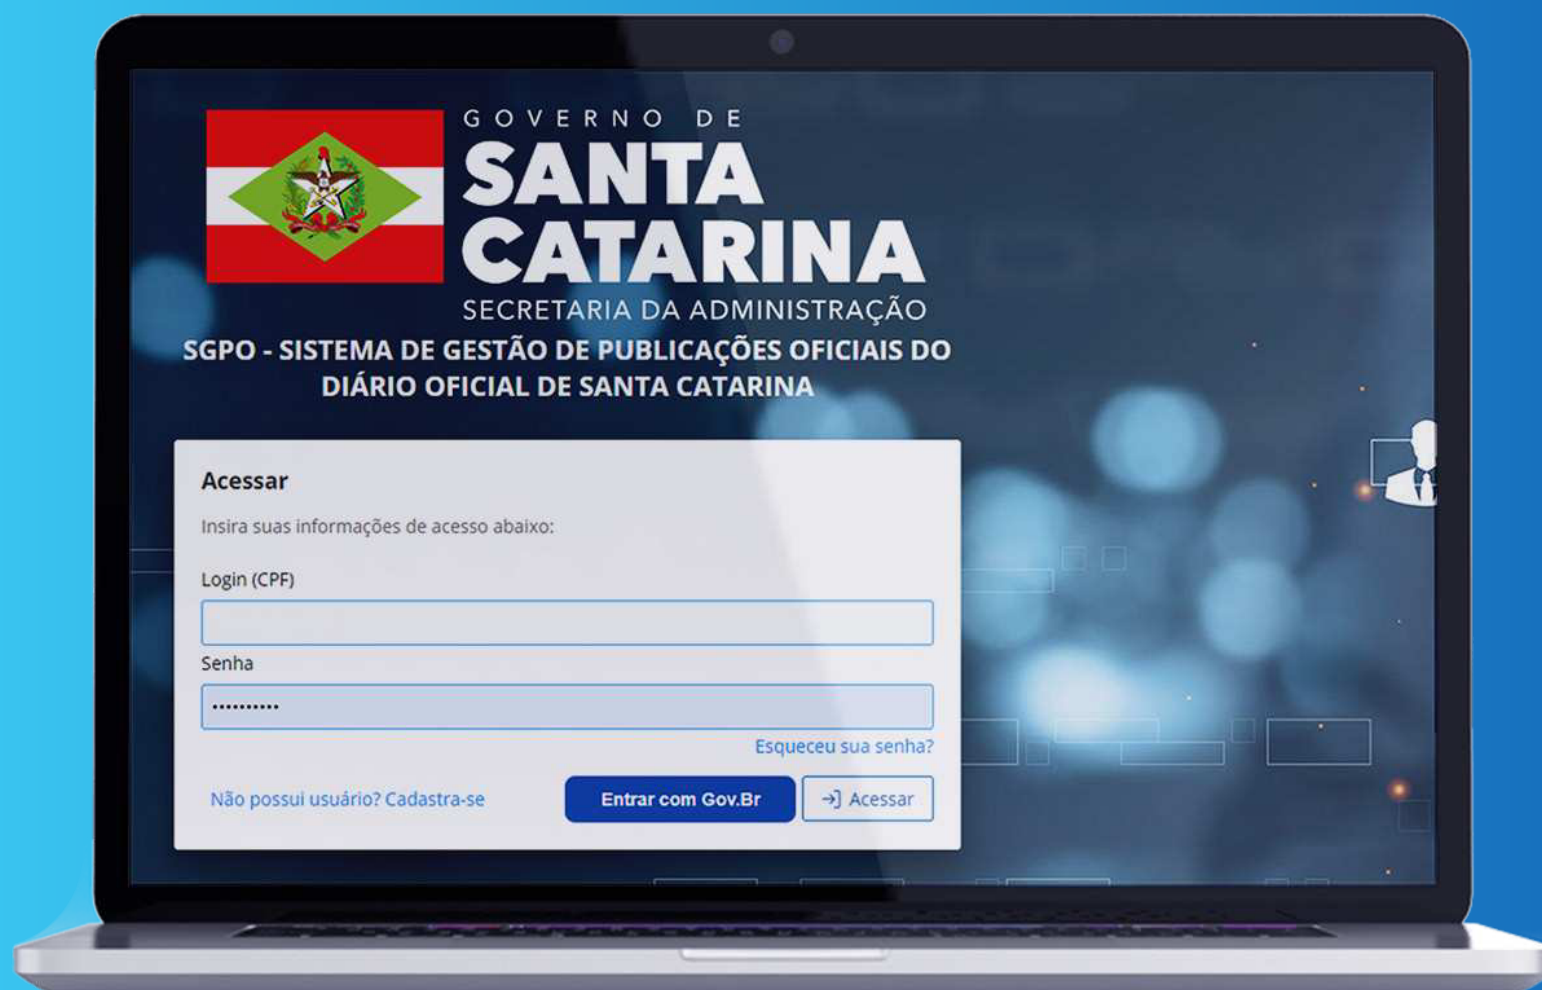 GOVERNO DE
SANTA
CATARINA
SECRETARIA DA ADMINISTRAÇÃO
SGPO - SISTEMA DE GESTÃO DE PUBLICAÇÕES OFICIAIS DO
DIÁRIO OFICIAL DE SANTA CATARINA
Acessar
Insira suas informações de acesso abaixo:
Login (CPF)
Senha
••••••••••
Esqueceu sua senha?
Não possui usuário? Cadastra-se
Entrar com Gov.Br
Acessar